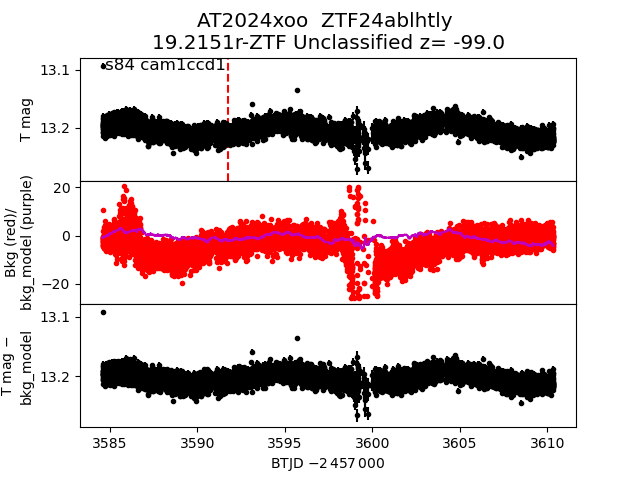 AT2024xoo  ZTF24ablhtly
19.2151r-ZTF Unclassified z= -99.0
s84 cam1ccd1
13.1
13.2
T mag
20
0
−20
Bkg (red)/
bkg_model (purple)
13.1
13.2
T mag −
bkg_model
3585 3590 3595 3600 3605 3610
BTJD −2 457 000